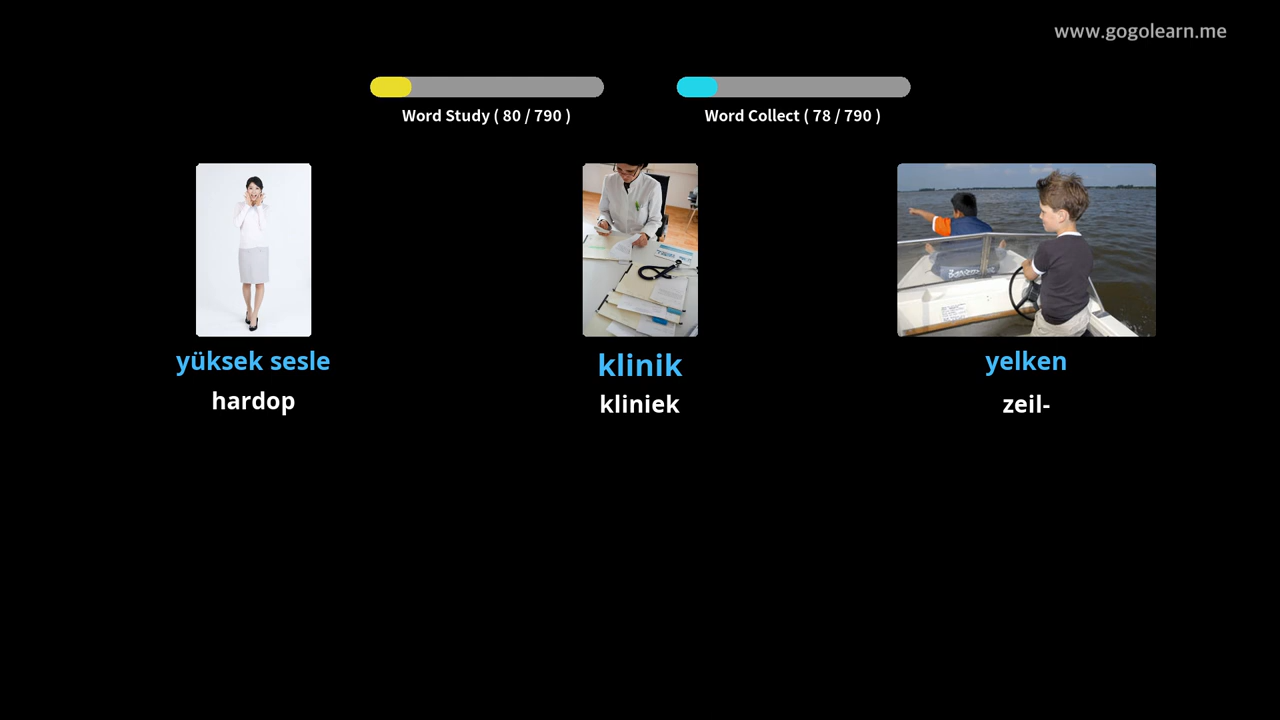 www.gogolearn.me
Word Study ( 80 / 790 )
Word Collect ( 78 / 790 )
yüksek sesle
hardop
klinik
kliniek
yelken
zeil-